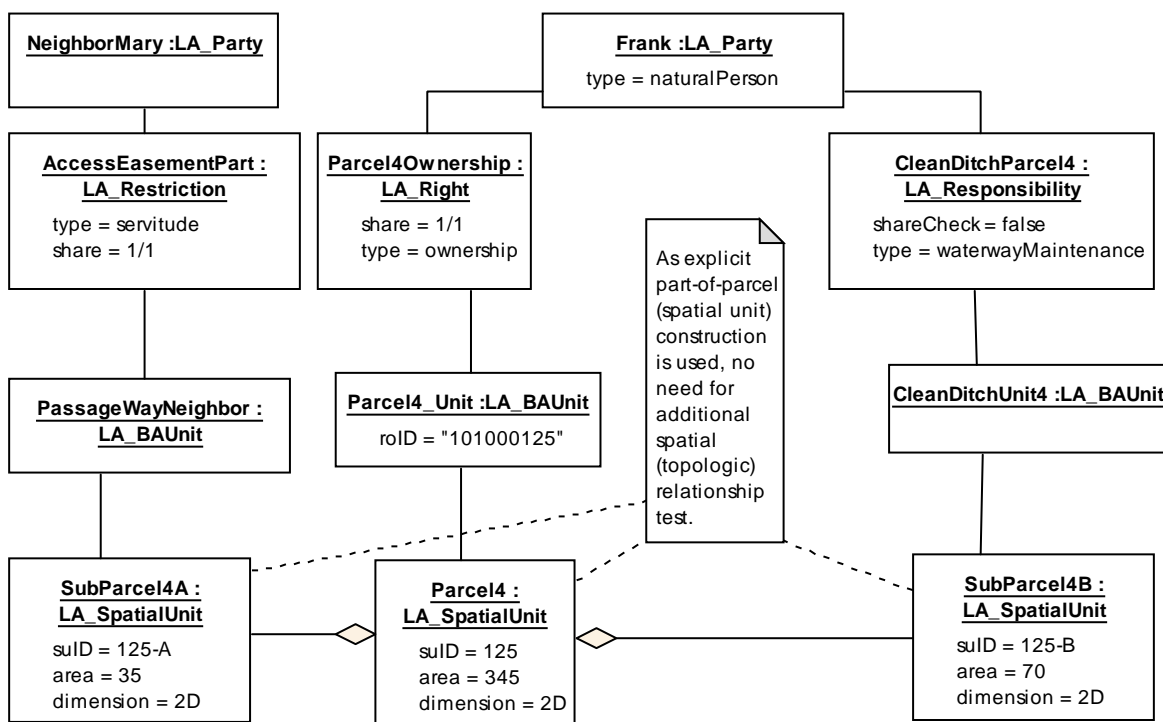 NeighborMary :LA_Party
Frank :LA_Party
type = naturalPerson
AccessEasementPart :
LA_Restriction
type = servitude
share = 1/1
Parcel4Ownership :
LA_Right
share = 1/1
type = ownership
CleanDitchParcel4 :
LA_Responsibility
shareCheck = false
type = waterwayMaintenance
As explicit
part-of-parcel
(spatial unit)
construction
is used, no
need for
additional
spatial
(topologic)
relationship
test.
PassageWayNeighbor :
LA_BAUnit
Parcel4_Unit :LA_BAUnit
roID = "101000125"
CleanDitchUnit4 :LA_BAUnit
SubParcel4A :
LA_SpatialUnit
suID = 125-A
area = 35
dimension = 2D
Parcel4 :
LA_SpatialUnit
suID = 125
area = 345
dimension = 2D
SubParcel4B :
LA_SpatialUnit
suID = 125-B
area = 70
dimension = 2D